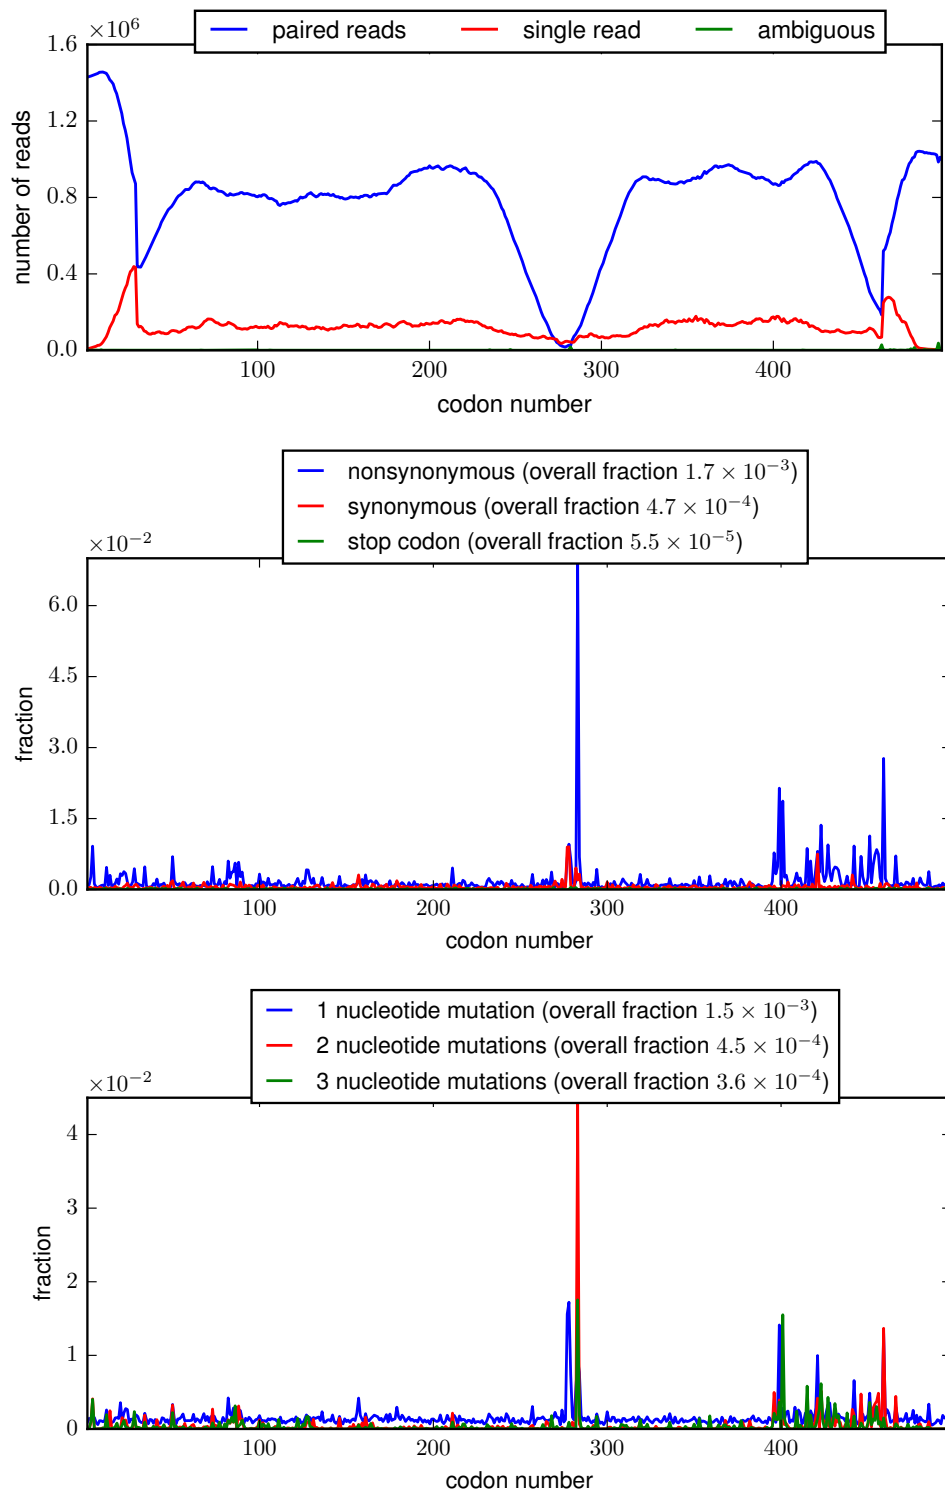 ×10⁶
paired reads single read ambiguous
1.6
1.2
0.8
0.4
0.0
number of reads
100 200 300 400
codon number
nonsynonymous (overall fraction 1.7 × 10⁻³)
synonymous (overall fraction 4.7 × 10⁻⁴)
stop codon (overall fraction 5.5 × 10⁻⁵)
×10⁻²
6.0
4.5
3.0
1.5
0.0
fraction
100 200 300 400
codon number
1 nucleotide mutation (overall fraction 1.5 × 10⁻³)
2 nucleotide mutations (overall fraction 4.5 × 10⁻⁴)
3 nucleotide mutations (overall fraction 3.6 × 10⁻⁴)
×10⁻²
4
3
2
1
0
fraction
100 200 300 400
codon number